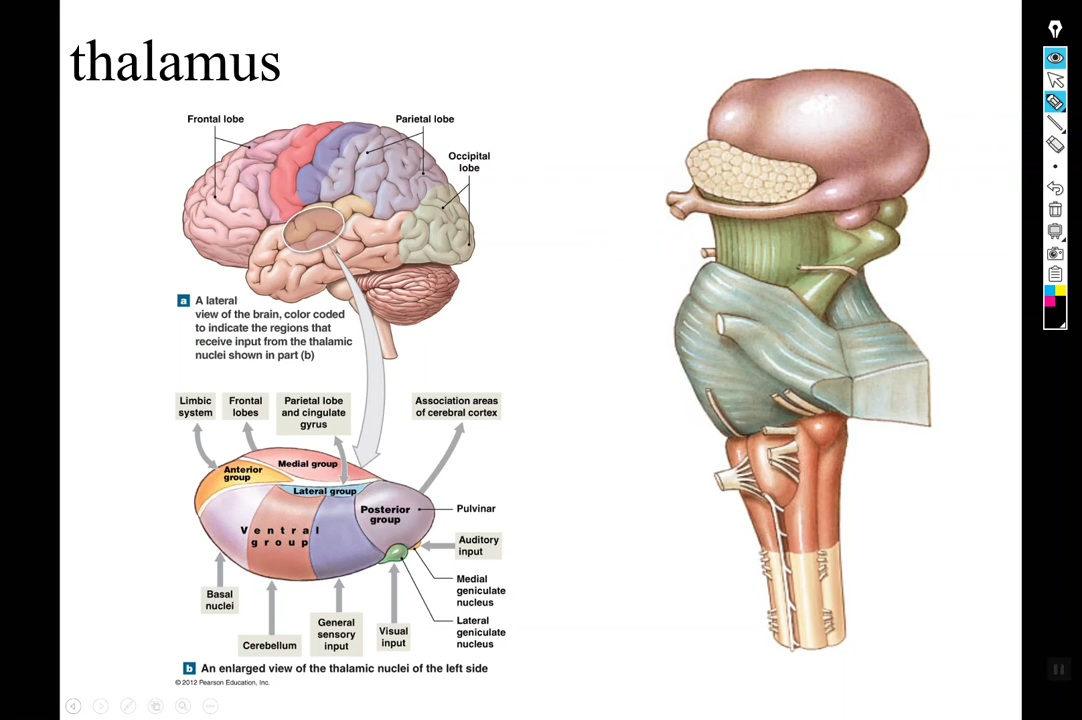 thalamus
Frontal lobe
Parietal lobe
Occipital
lobe
a A lateral
view of the brain, color coded
to indicate the regions that
receive input from the thalamic
nuclei shown in part (b)
Limbic
system
Frontal
lobes
Parietal lobe
and cingulate
gyrus
Association areas
of cerebral cortex
Medial group
Anterior
group
Lateral group
Posterior
group
Pulvinar
Ventral
group
Auditory
input
Medial
geniculate
nucleus
Basal
nuclei
General
sensory
input
Visual
input
Lateral
geniculate
nucleus
Cerebellum
b An enlarged view of the thalamic nuclei of the left side
© 2012 Pearson Education, Inc.